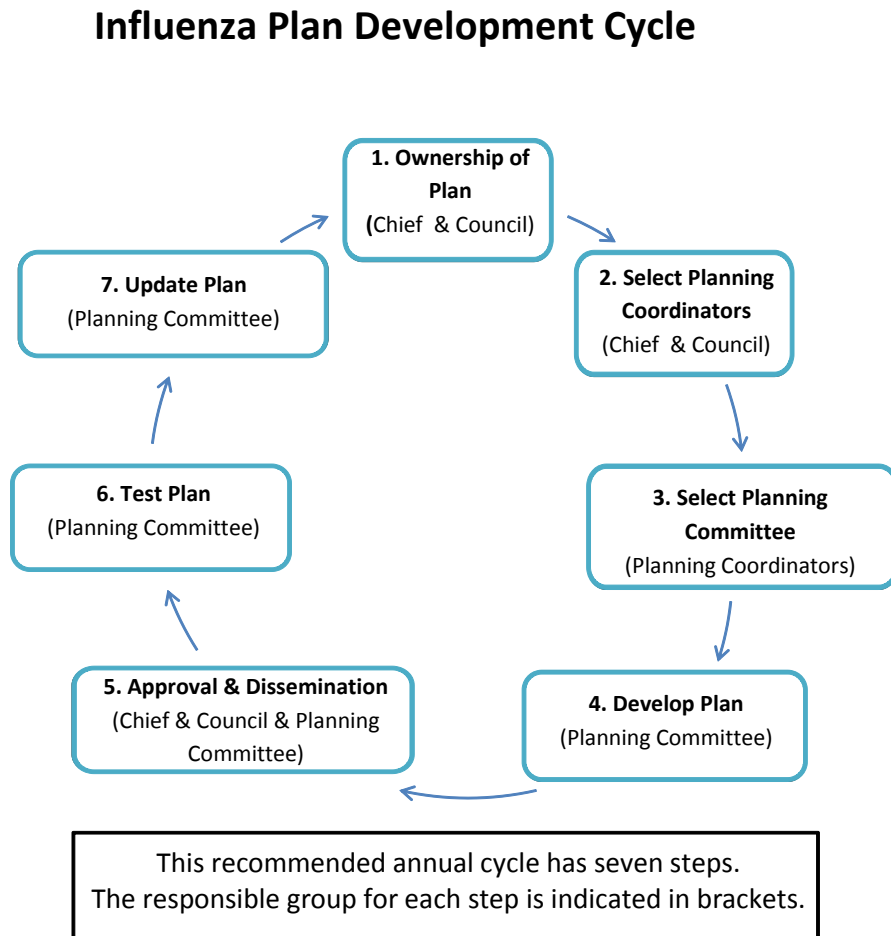 Influenza Plan Development Cycle
1. Ownership of
Plan
(Chief & Council)
2. Select Planning
Coordinators
(Chief & Council)
3. Select Planning
Committee
(Planning Coordinators)
4. Develop Plan
(Planning Committee)
5. Approval & Dissemination
(Chief & Council & Planning
Committee)
6. Test Plan
(Planning Committee)
7. Update Plan
(Planning Committee)
This recommended annual cycle has seven steps.
The responsible group for each step is indicated in brackets.